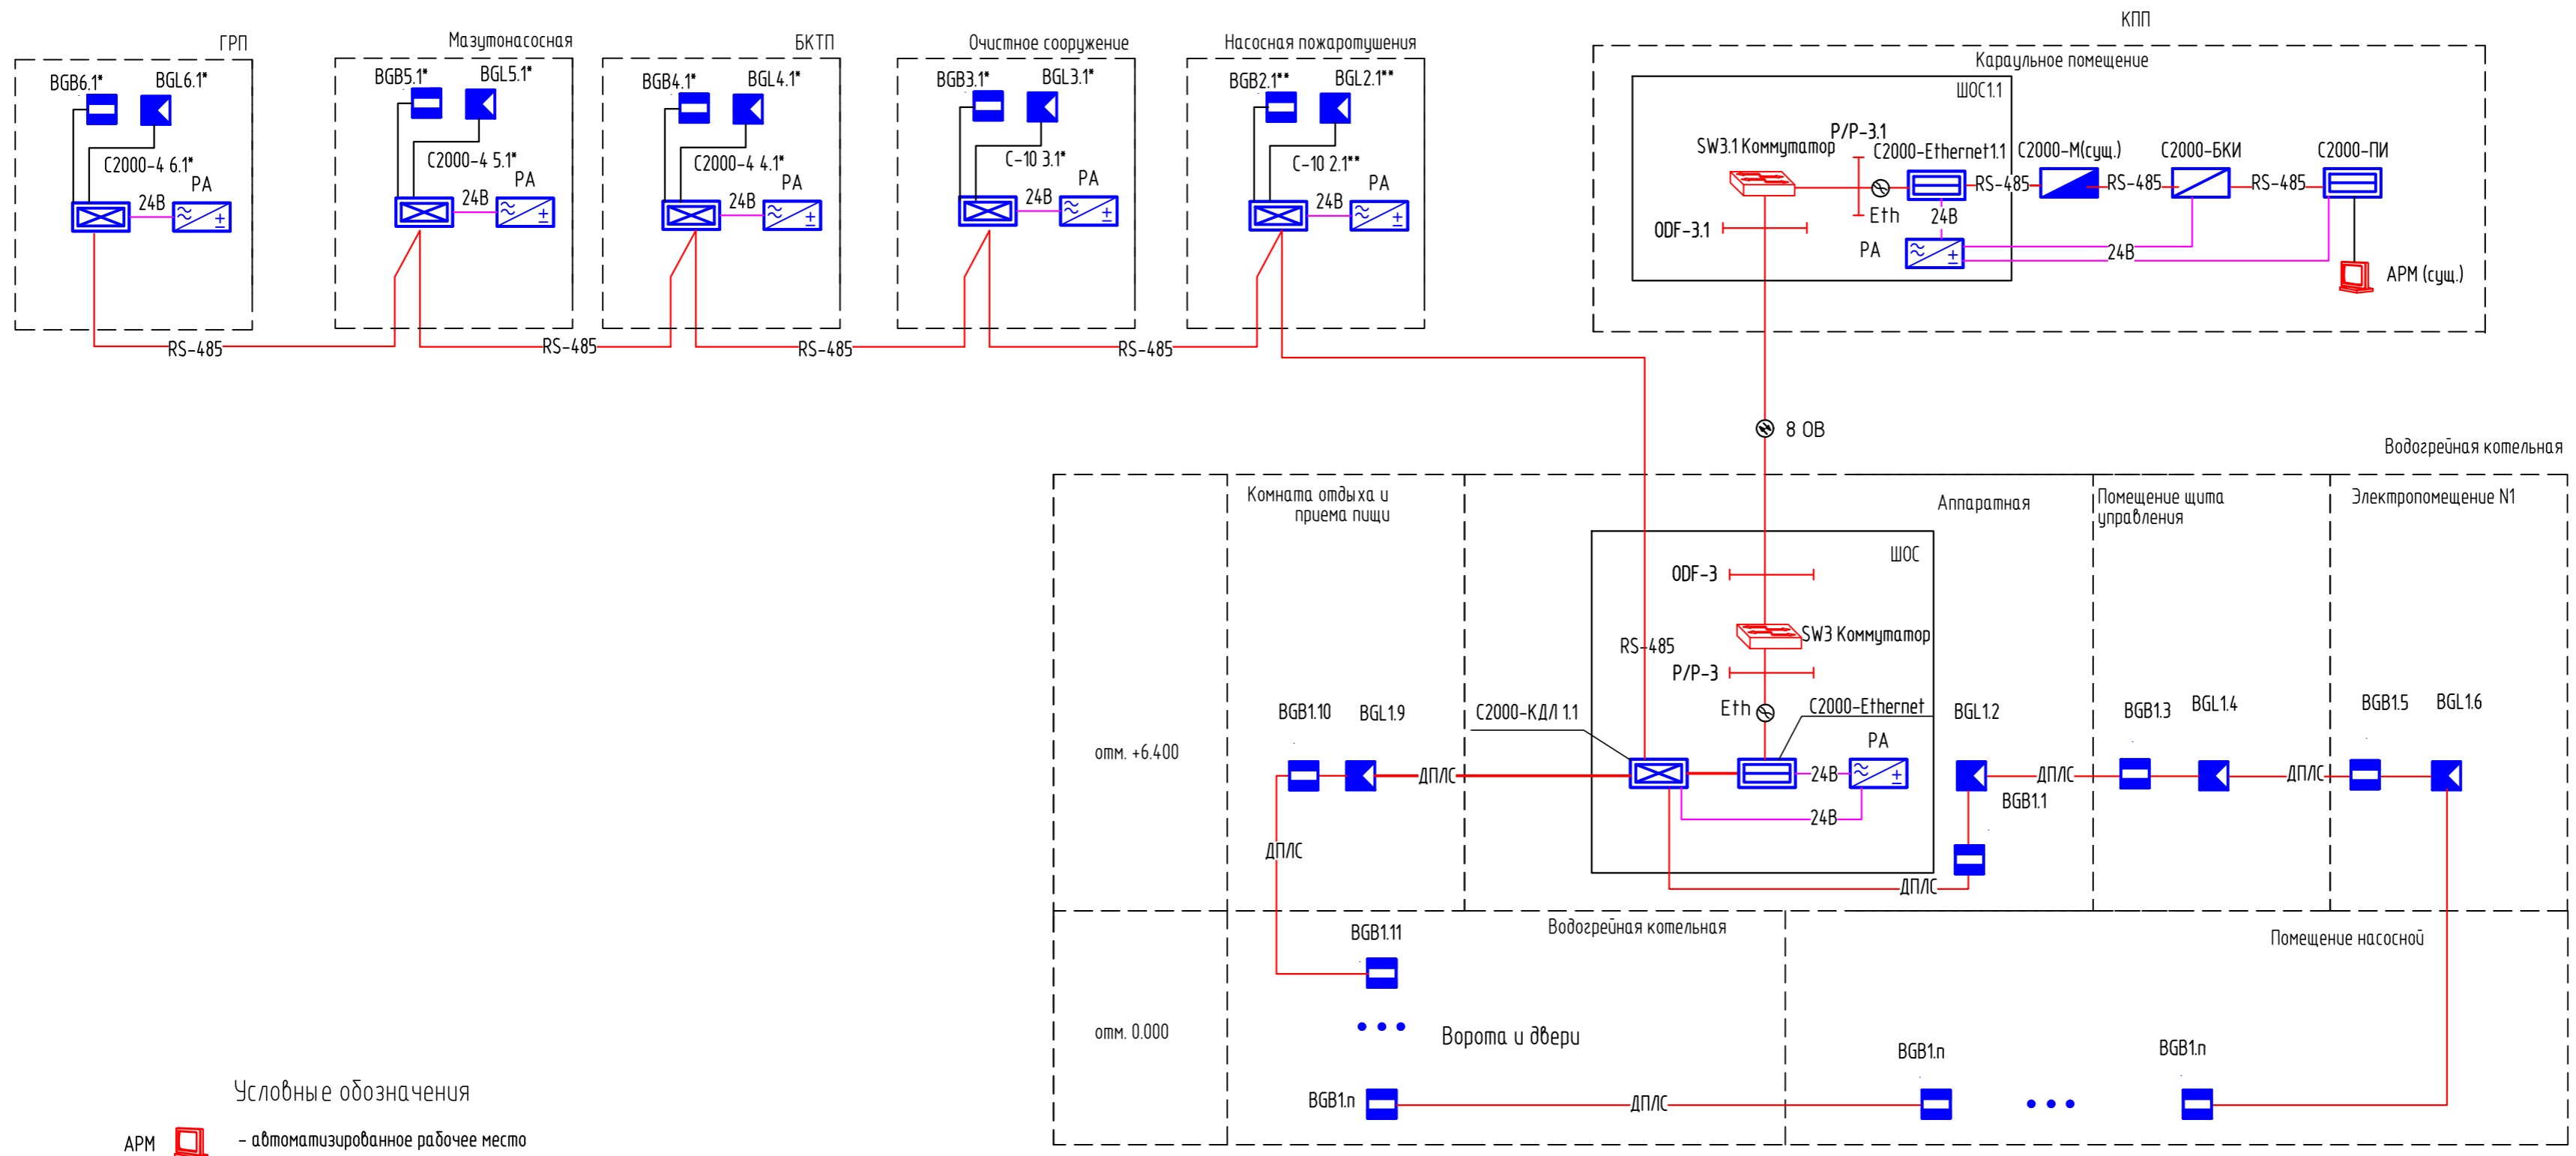 КПП
ГРП
Мазутонасосная
БКТП
Очистное сооружение
Насосная пожаротушения
Караульное помещение
BGB6.1*
BGL6.1*
С2000-4 6.1*
РА
24В
BGB5.1*
BGL5.1*
С2000-4 5.1*
РА
24В
BGB4.1*
BGL4.1*
С2000-4 4.1*
РА
24В
BGB3.1*
BGL3.1*
С-10 3.1*
РА
24В
BGB2.1**
BGL2.1**
С-10 2.1**
РА
24В
RS-485
RS-485
RS-485
RS-485
ШОС1.1
P/P-3.1
SW3.1 Коммутатор
С2000-Ethernet1.1
С2000-М(сущ.)
С2000-БКИ
С2000-ПИ
RS-485
RS-485
RS-485
Eth
24В
ODF-3.1
РА
24В
АРМ (сущ.)
8 ОВ
Водогрейная котельная
Комната отдыха и
приема пищи
Аппаратная
Помещение щита
управления
Электропомещение N1
ШОС
ODF-3
SW3 Коммутатор
RS-485
P/P-3
Eth
С2000-Ethernet
С2000-КДЛ 1.1
BGB1.10
BGL1.9
BGL1.2
BGB1.3
BGL1.4
BGB1.5
BGL1.6
РА
отм. +6.400
ДПЛС
24В
ДПЛС
ДПЛС
BGB1.1
24В
ДПЛС
ДПЛС
Водогрейная котельная
BGB1.11
Помещение насосной
отм. 0.000
Ворота и двери
BGB1.n
BGB1.n
BGB1.n
ДПЛС
Условные обозначения
АРМ
- автоматизированное рабочее место